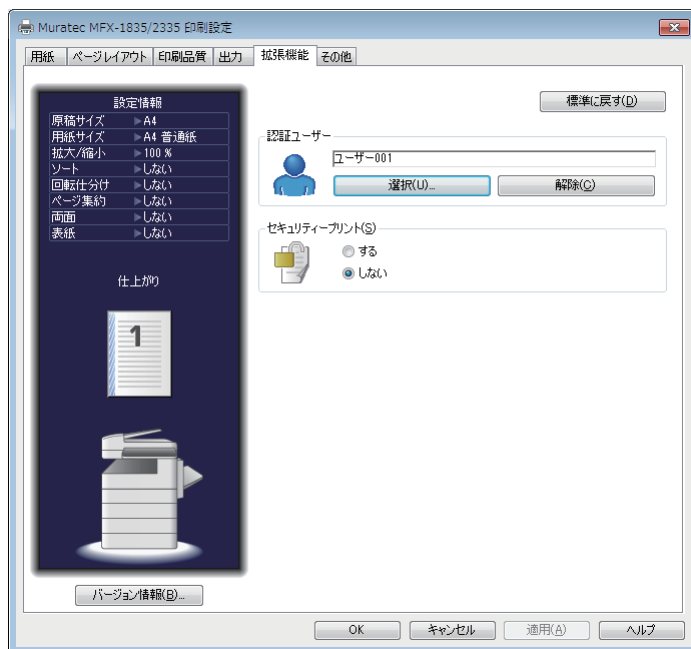 Muratec MFX-1835/2335 印刷設定
用紙 ページレイアウト 印刷品質 出力 拡張機能 その他
設定情報
原稿サイズ ▶A4
用紙サイズ ▶A4 普通紙
拡大/縮小 ▶100 %
ソート ▶しない
回転仕分け ▶しない
ページ集約 ▶しない
両面 ▶しない
表紙 ▶しない
仕上がり
1
バージョン情報(B)...
標準に戻す(D)
認証ユーザー
ユーザー001
選択(U)... 解除(C)
セキュリティープリント(S)
する
しない
OK キャンセル 適用(A) ヘルプ